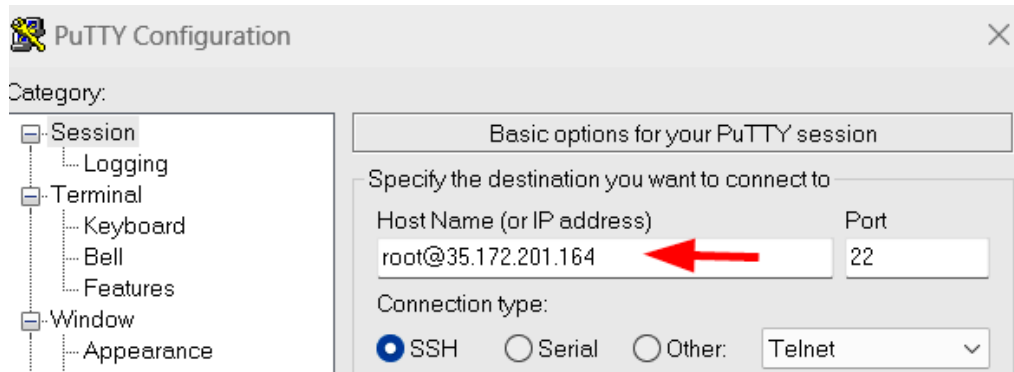 PuTTY Configuration
Category:
Session
Logging
Terminal
Keyboard
Bell
Features
Window
Appearance
Basic options for your PuTTY session
Specify the destination you want to connect to
Host Name (or IP address) Port
root@35.172.201.164 22
Connection type:
SSH Serial Other: Telnet